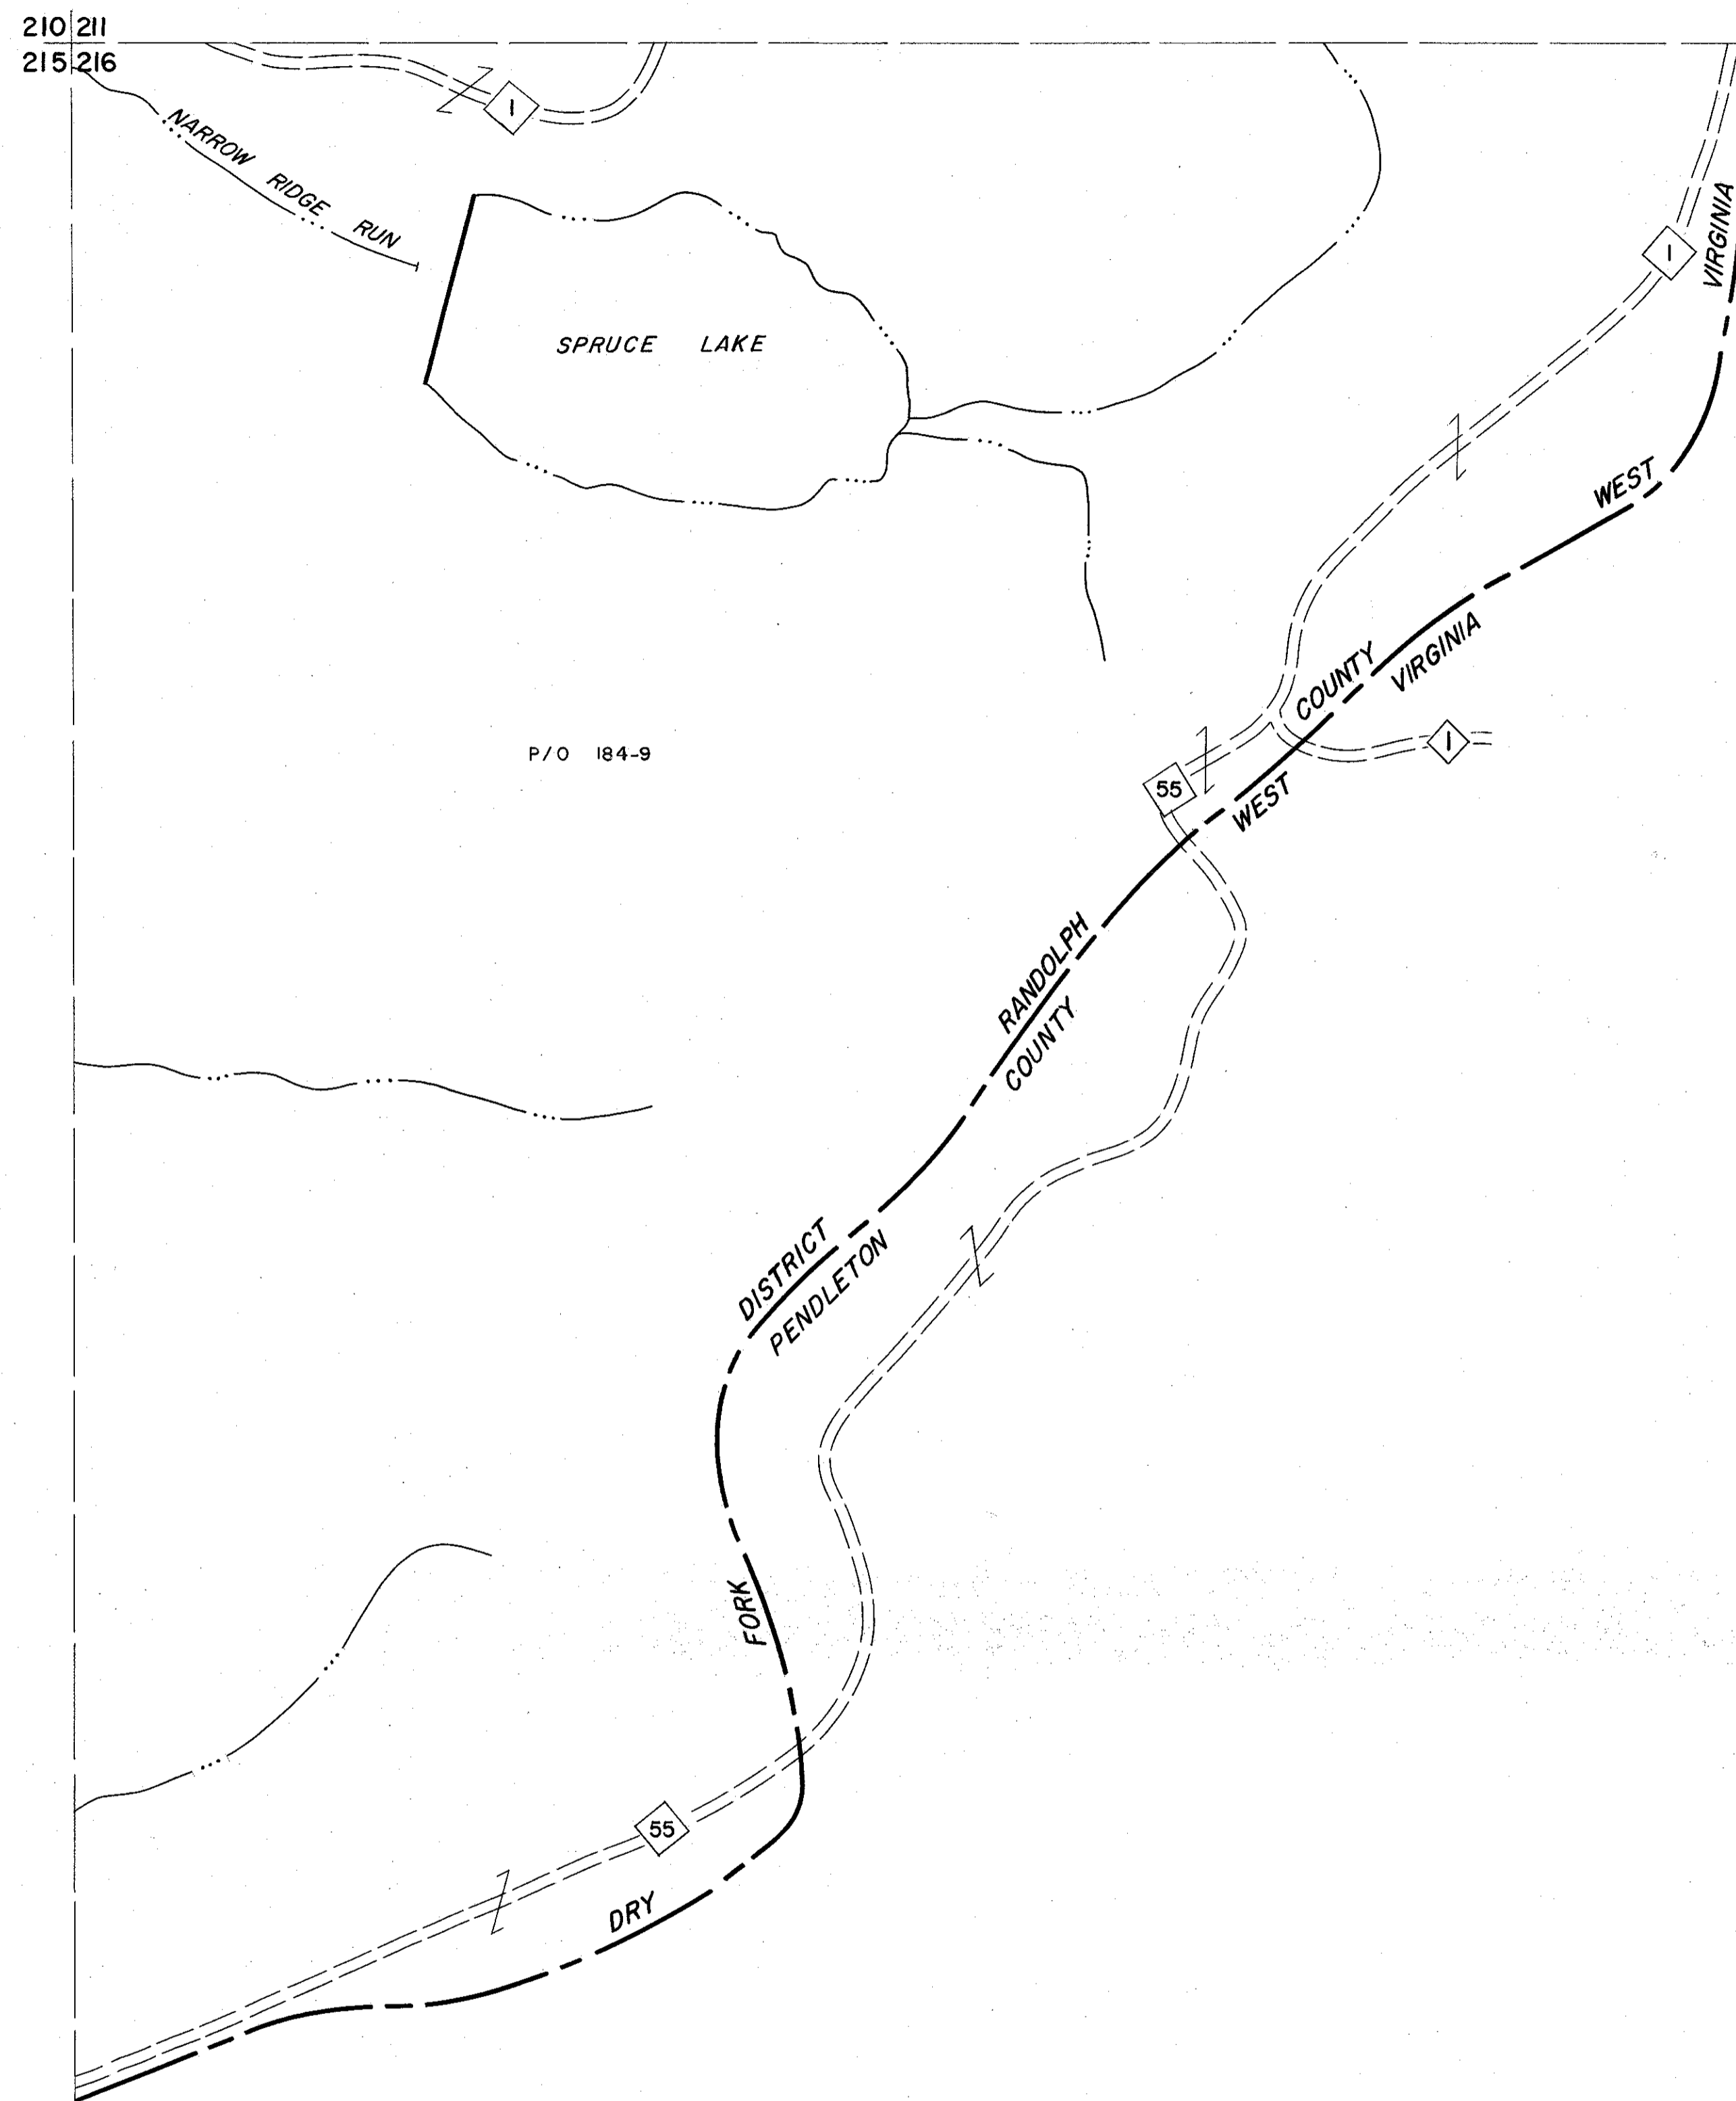 210 211
215 216
1
NARROW RIDGE RUN
1
VIRGINIA
SPRUCE LAKE
WEST
COUNTY
VIRGINIA
1
P/O 184-9
55
WEST
RANDOLPH
COUNTY
DISTRICT
PENDLETON
FORK
55
DRY